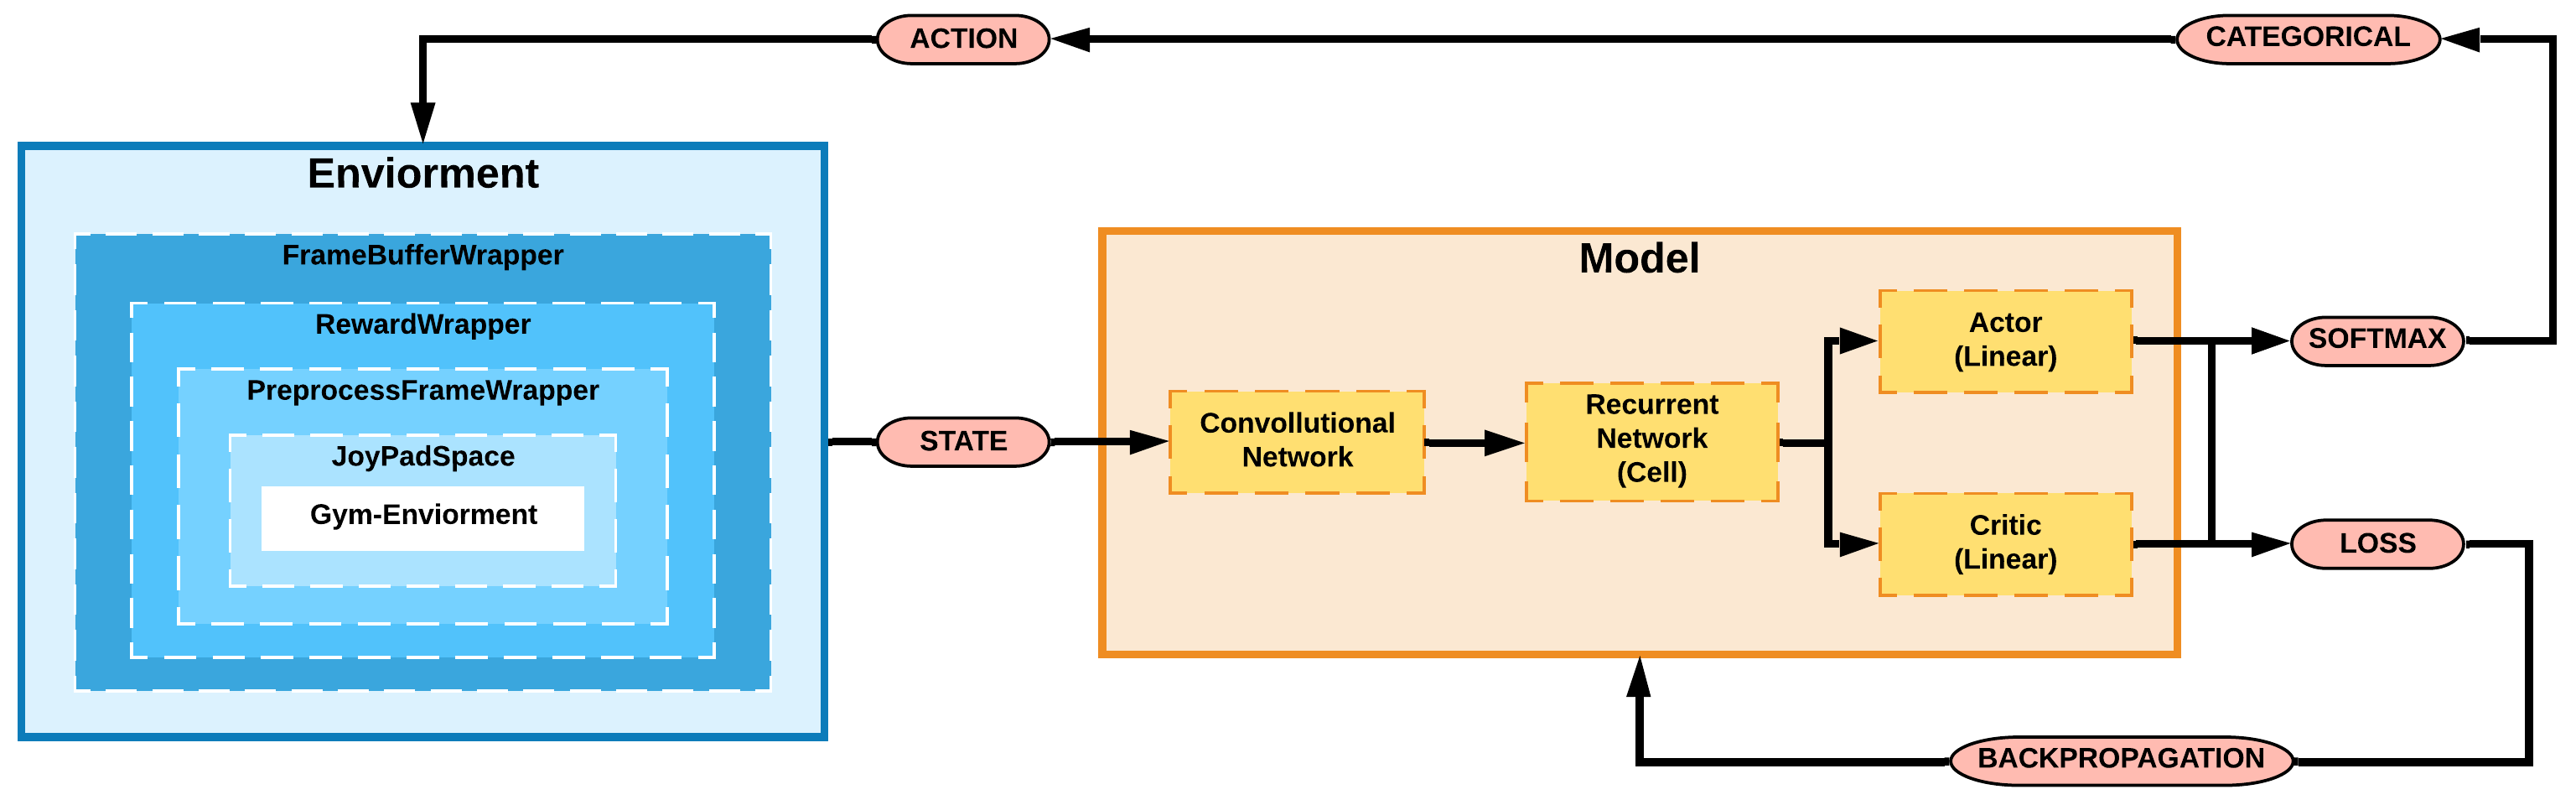 ACTION
CATEGORICAL
Enviorment
FrameBufferWrapper
RewardWrapper
PreprocessFrameWrapper
JoyPadSpace
Gym-Enviorment
STATE
Model
Convollutional
Network
Recurrent
Network
(Cell)
Actor
(Linear)
Critic
(Linear)
SOFTMAX
LOSS
BACKPROPAGATION